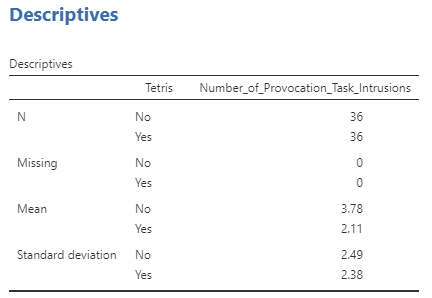 Descriptives
Descriptives
Tetris Number_of_Provocation_Task_Intrusions
N No 36
Yes 36
Missing No 0
Yes 0
Mean No 3.78
Yes 2.11
Standard deviation No 2.49
Yes 2.38